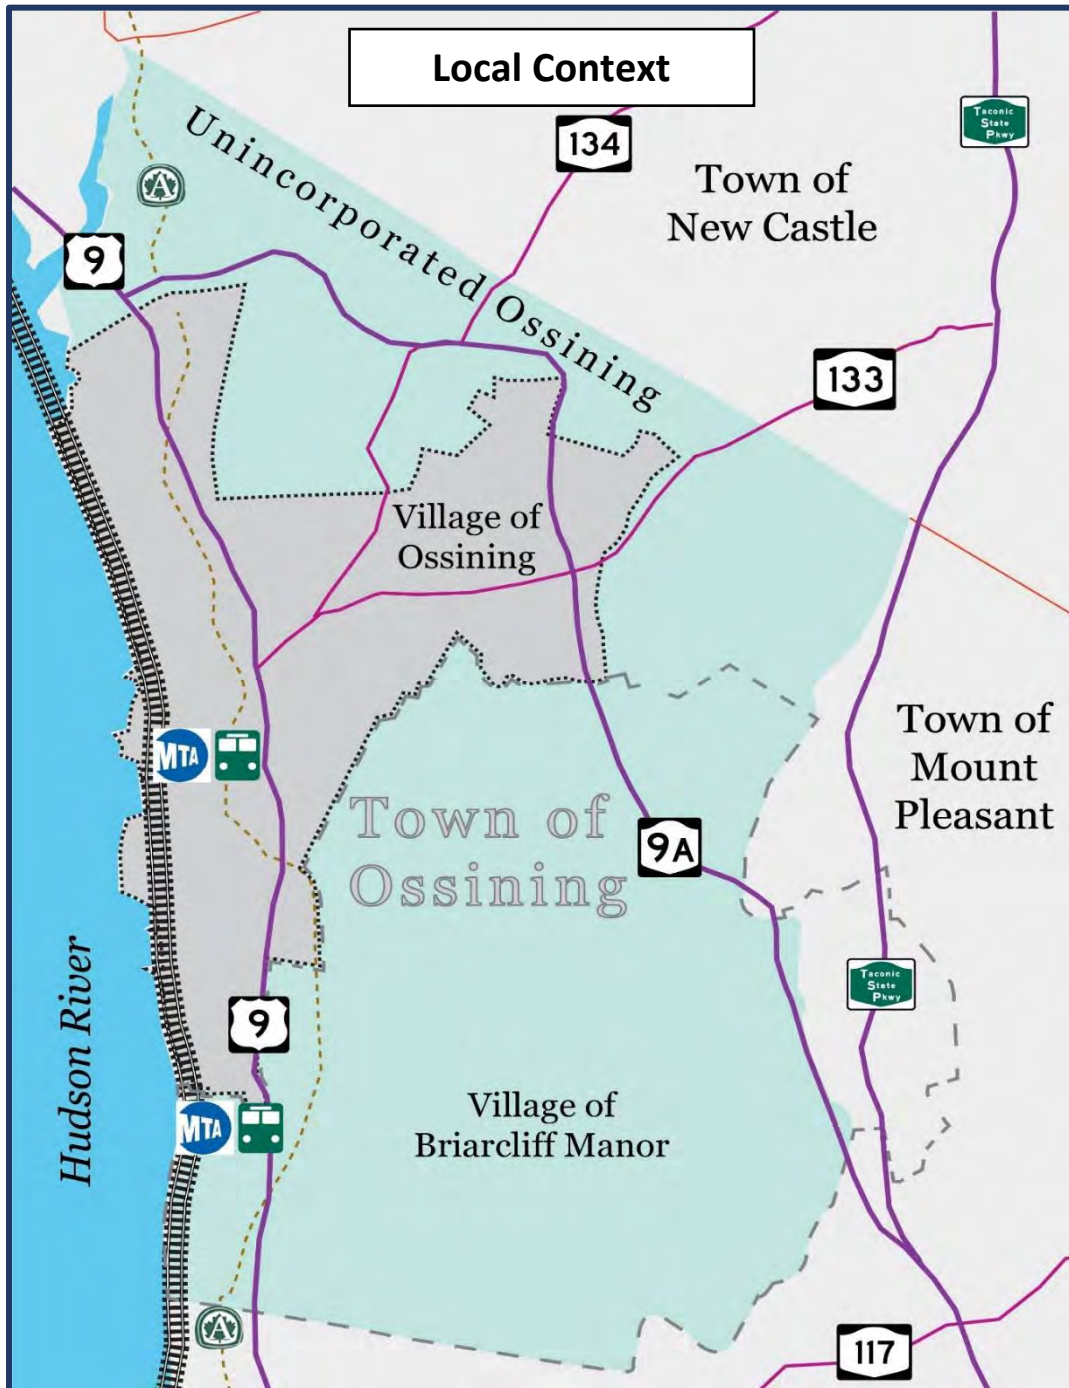 Local Context
Taconic
State
Pkwy
134
Unincorporated Ossining
Town of
New Castle
A
9
133
Village of
Ossining
Town of
Mount
Pleasant
MTA
Town of
Ossining
9A
Taconic
State
Pkwy
Hudson River
9
Village of
Briarcliff Manor
MTA
A
117